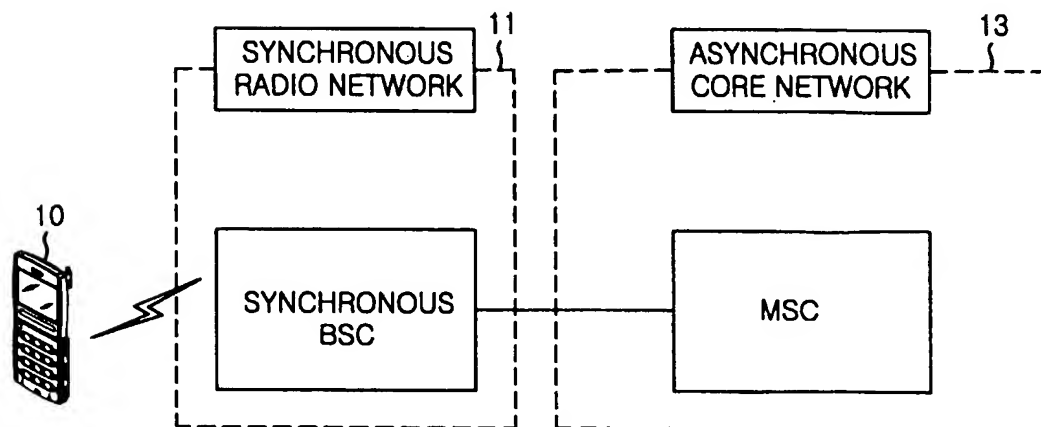 11
13
SYNCHRONOUS
RADIO NETWORK
ASYNCHRONOUS
CORE NETWORK
10
SYNCHRONOUS
BSC
MSC